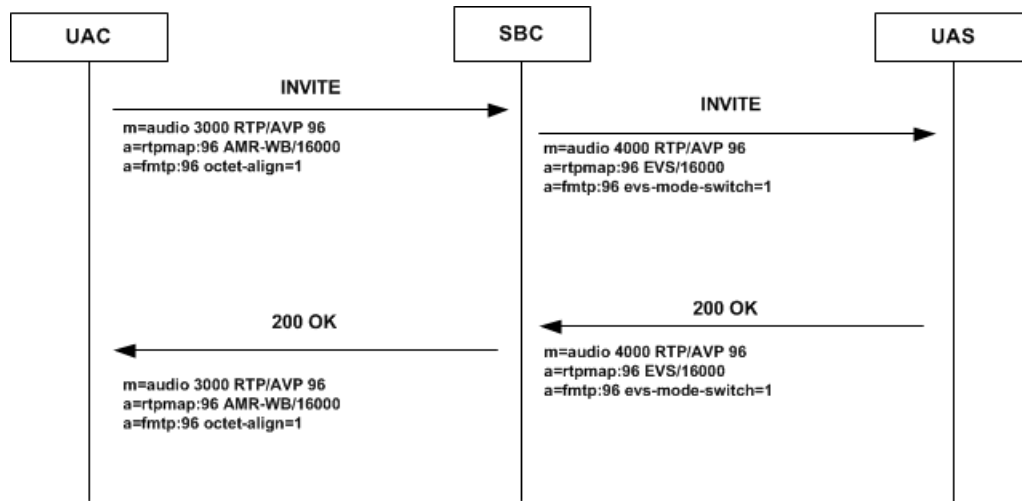 UAC
SBC
UAS
INVITE
m=audio 3000 RTP/AVP 96
a=rtpmap:96 AMR-WB/16000
a=fmtp:96 octet-align=1
INVITE
m=audio 4000 RTP/AVP 96
a=rtpmap:96 EVS/16000
a=fmtp:96 evs-mode-switch=1
200 OK
m=audio 4000 RTP/AVP 96
a=rtpmap:96 EVS/16000
a=fmtp:96 evs-mode-switch=1
200 OK
m=audio 3000 RTP/AVP 96
a=rtpmap:96 AMR-WB/16000
a=fmtp:96 octet-align=1